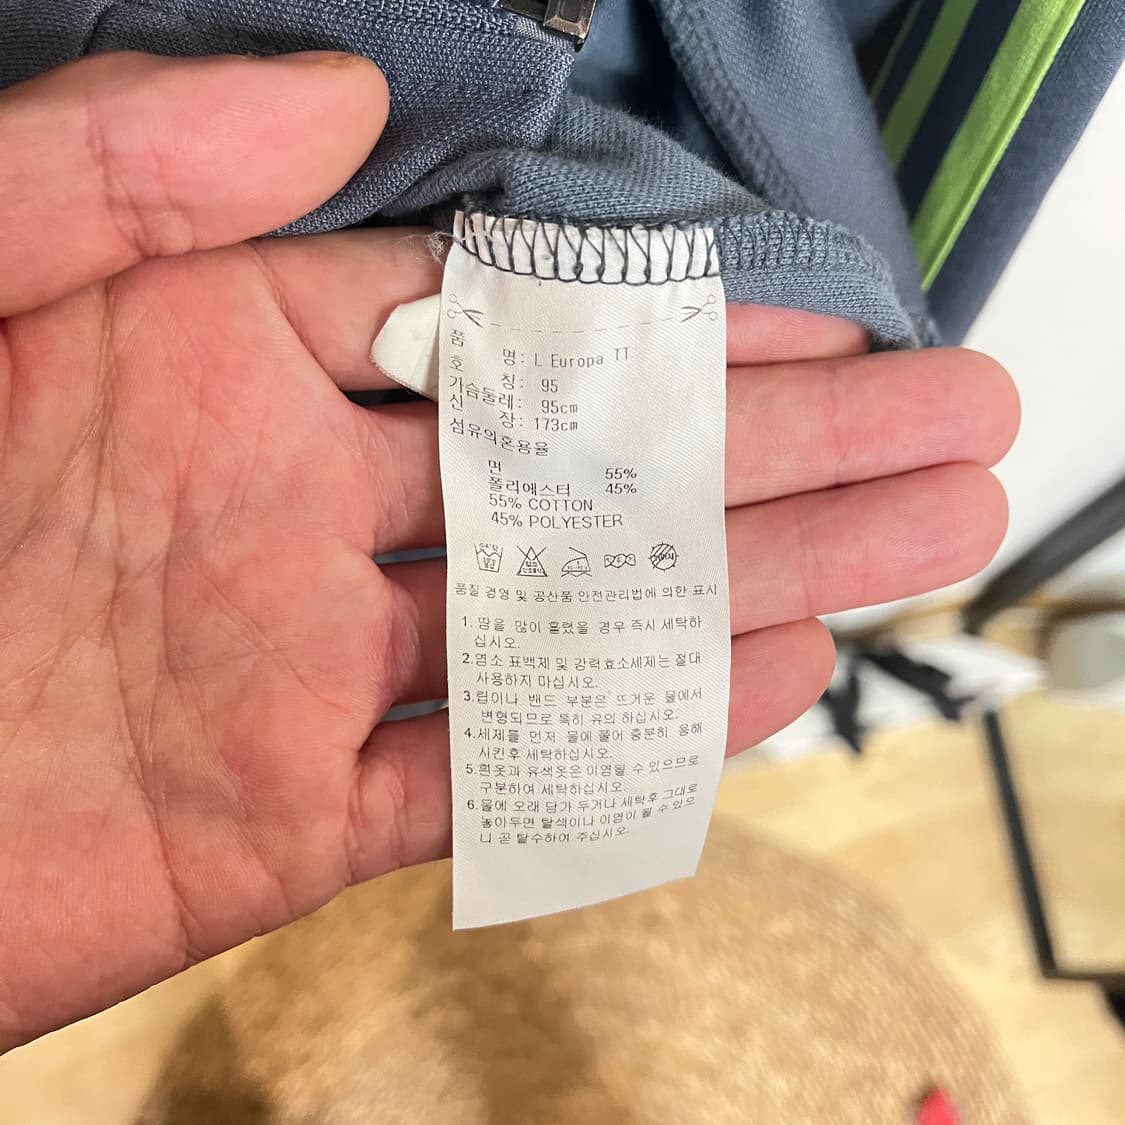 품 명: L Europa TT
호 칭: 95
가슴둘레: 95cm
신 장: 173cm
섬유의혼용율
면 55%
폴리에스터 45%
55% COTTON
45% POLYESTER
품질 경영 및 공산품 안전관리법에 의한 표시
1. 땀을 많이 흘렸을 경우 즉시 세탁하
십시오.
2.염소 표백제 및 강력효소세제는 절대
사용하지 마십시오.
3.립이나 밴드 부분은 뜨거운 물에서
변형되므로 특히 유의 하십시오.
4.세제를 먼저 물에 풀어 충분히 용해
시킨후 세탁하십시오.
5.흰옷과 유색옷은 이염될 수 있으므로
구분하여 세탁하십시오.
6.물에 오래 담가 두거나 세탁후 그대로
놓아두면 탈색이나 이염이 될 수 있으
니 곧 탈수하여 주십시오.